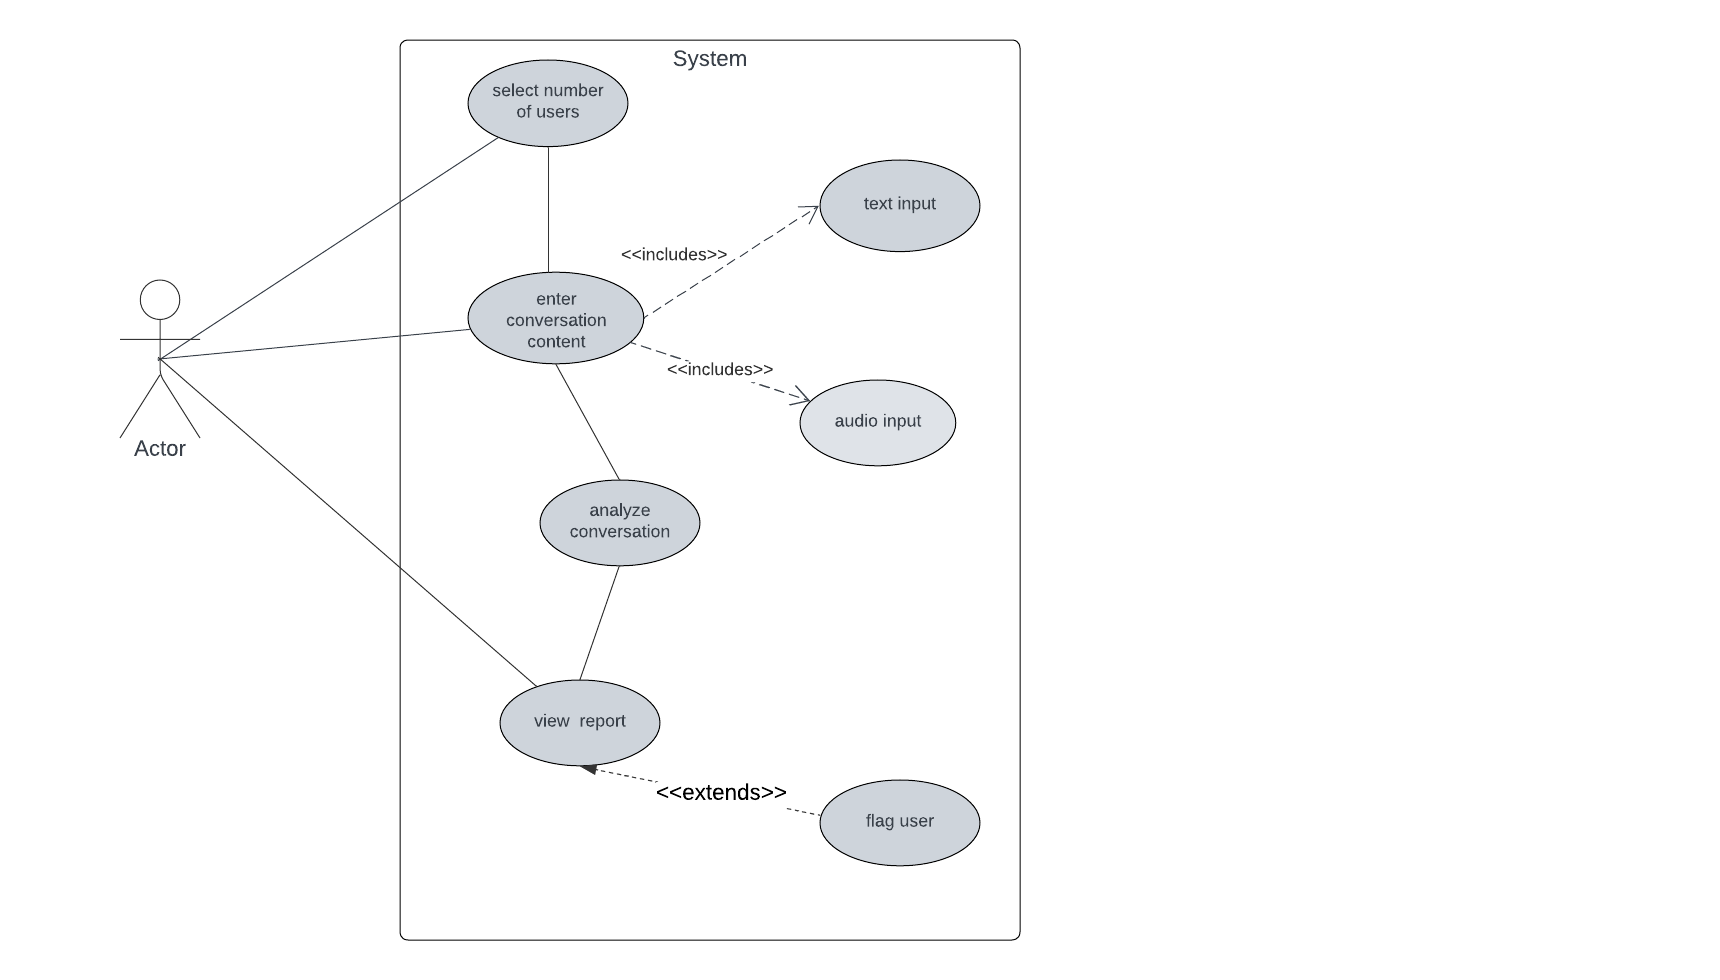 System
select number
of users
text input
<<includes>>
enter
conversation
content
<<includes>>
audio input
Actor
analyze
conversation
view  report
<<extends>>
flag user